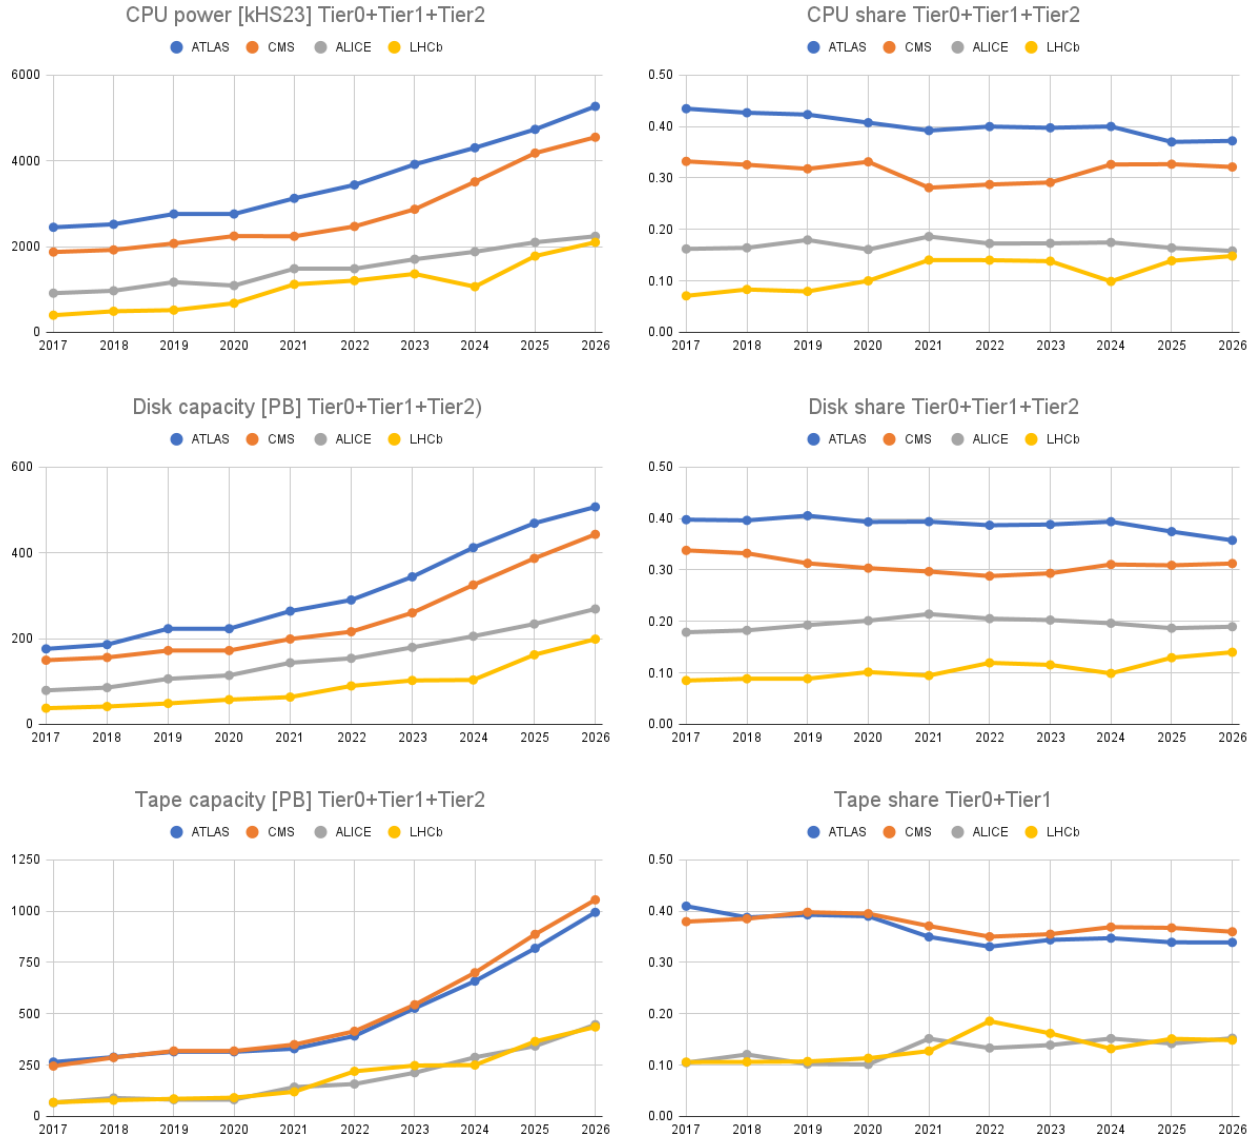 CPU power [kHS23] Tier0+Tier1+Tier2
ATLAS CMS ALICE LHCb
6000
4000
2000
0
2017 2018 2019 2020 2021 2022 2023 2024 2025 2026
CPU share Tier0+Tier1+Tier2
ATLAS CMS ALICE LHCb
0.50
0.40
0.30
0.20
0.10
0.00
2017 2018 2019 2020 2021 2022 2023 2024 2025 2026
Disk capacity [PB] Tier0+Tier1+Tier2)
ATLAS CMS ALICE LHCb
600
400
200
0
2017 2018 2019 2020 2021 2022 2023 2024 2025 2026
Disk share Tier0+Tier1+Tier2
ATLAS CMS ALICE LHCb
0.50
0.40
0.30
0.20
0.10
0.00
2017 2018 2019 2020 2021 2022 2023 2024 2025 2026
Tape capacity [PB] Tier0+Tier1+Tier2
ATLAS CMS ALICE LHCb
1250
1000
750
500
250
0
2017 2018 2019 2020 2021 2022 2023 2024 2025 2026
Tape share Tier0+Tier1
ATLAS CMS ALICE LHCb
0.50
0.40
0.30
0.20
0.10
0.00
2017 2018 2019 2020 2021 2022 2023 2024 2025 2026